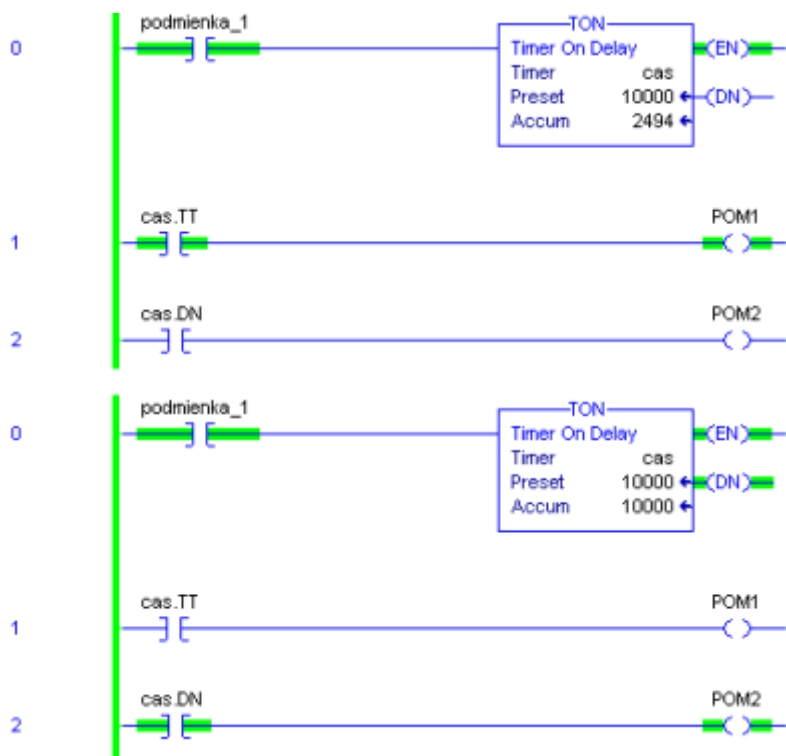 podmienka_1
TON
0
Timer On Delay
(EN)
Timer cas
Preset 10000
(DN)
Accum 2494
cas.TT
POM1
1
cas.DN
POM2
2
podmienka_1
TON
0
Timer On Delay
(EN)
Timer cas
Preset 10000
(DN)
Accum 10000
cas.TT
POM1
1
cas.DN
POM2
2